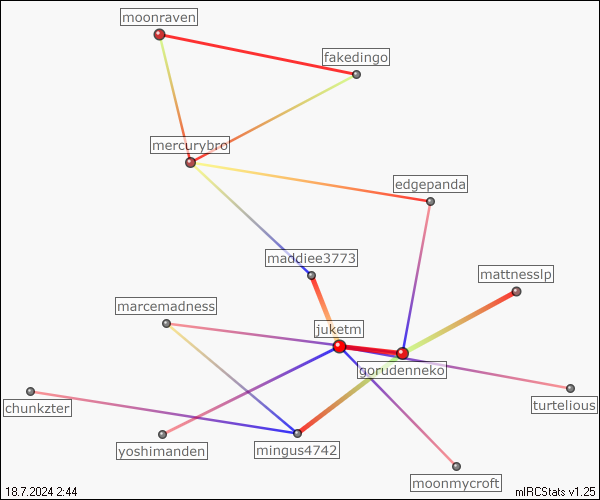 moonraven
fakedingo
mercurybro
edgepanda
maddiee3773
mattnesslp
marcemadness
juketm
gorudenneko
chunkzter
turtelious
yoshimanden
mingus4742
moonmycroft
18.7.2024 2:44
mIRCStats v1.25